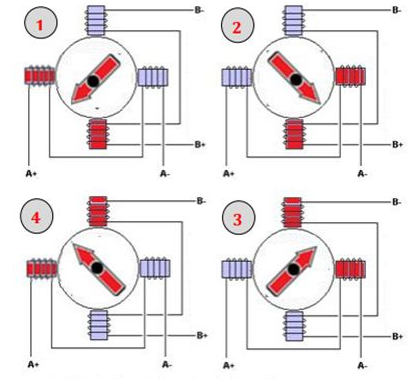 1
B-
B+
A+ A-
2
B-
B+
A+ A-
4
B-
B+
A+ A-
3
B-
B+
A+ A-